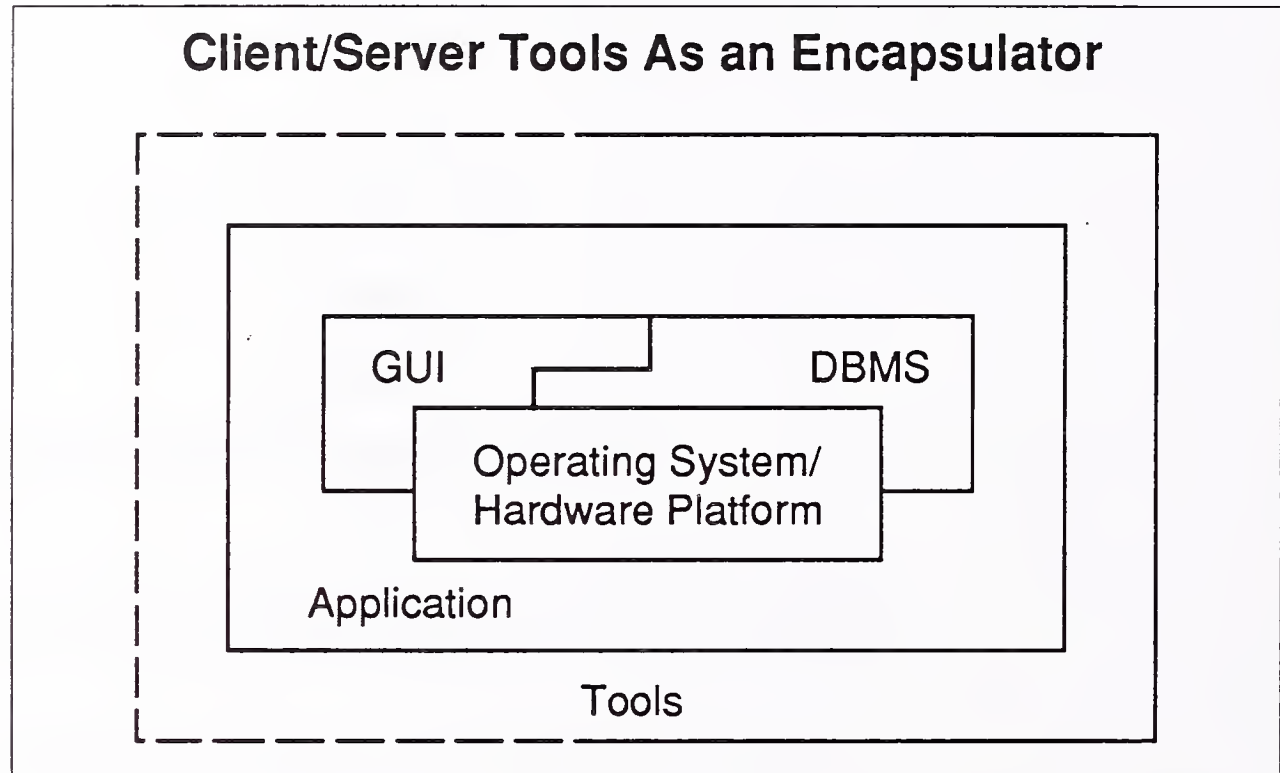 Client/Server Tools As an Encapsulator
GUI
DBMS
Operating System/
Hardware Platform
Application
Tools